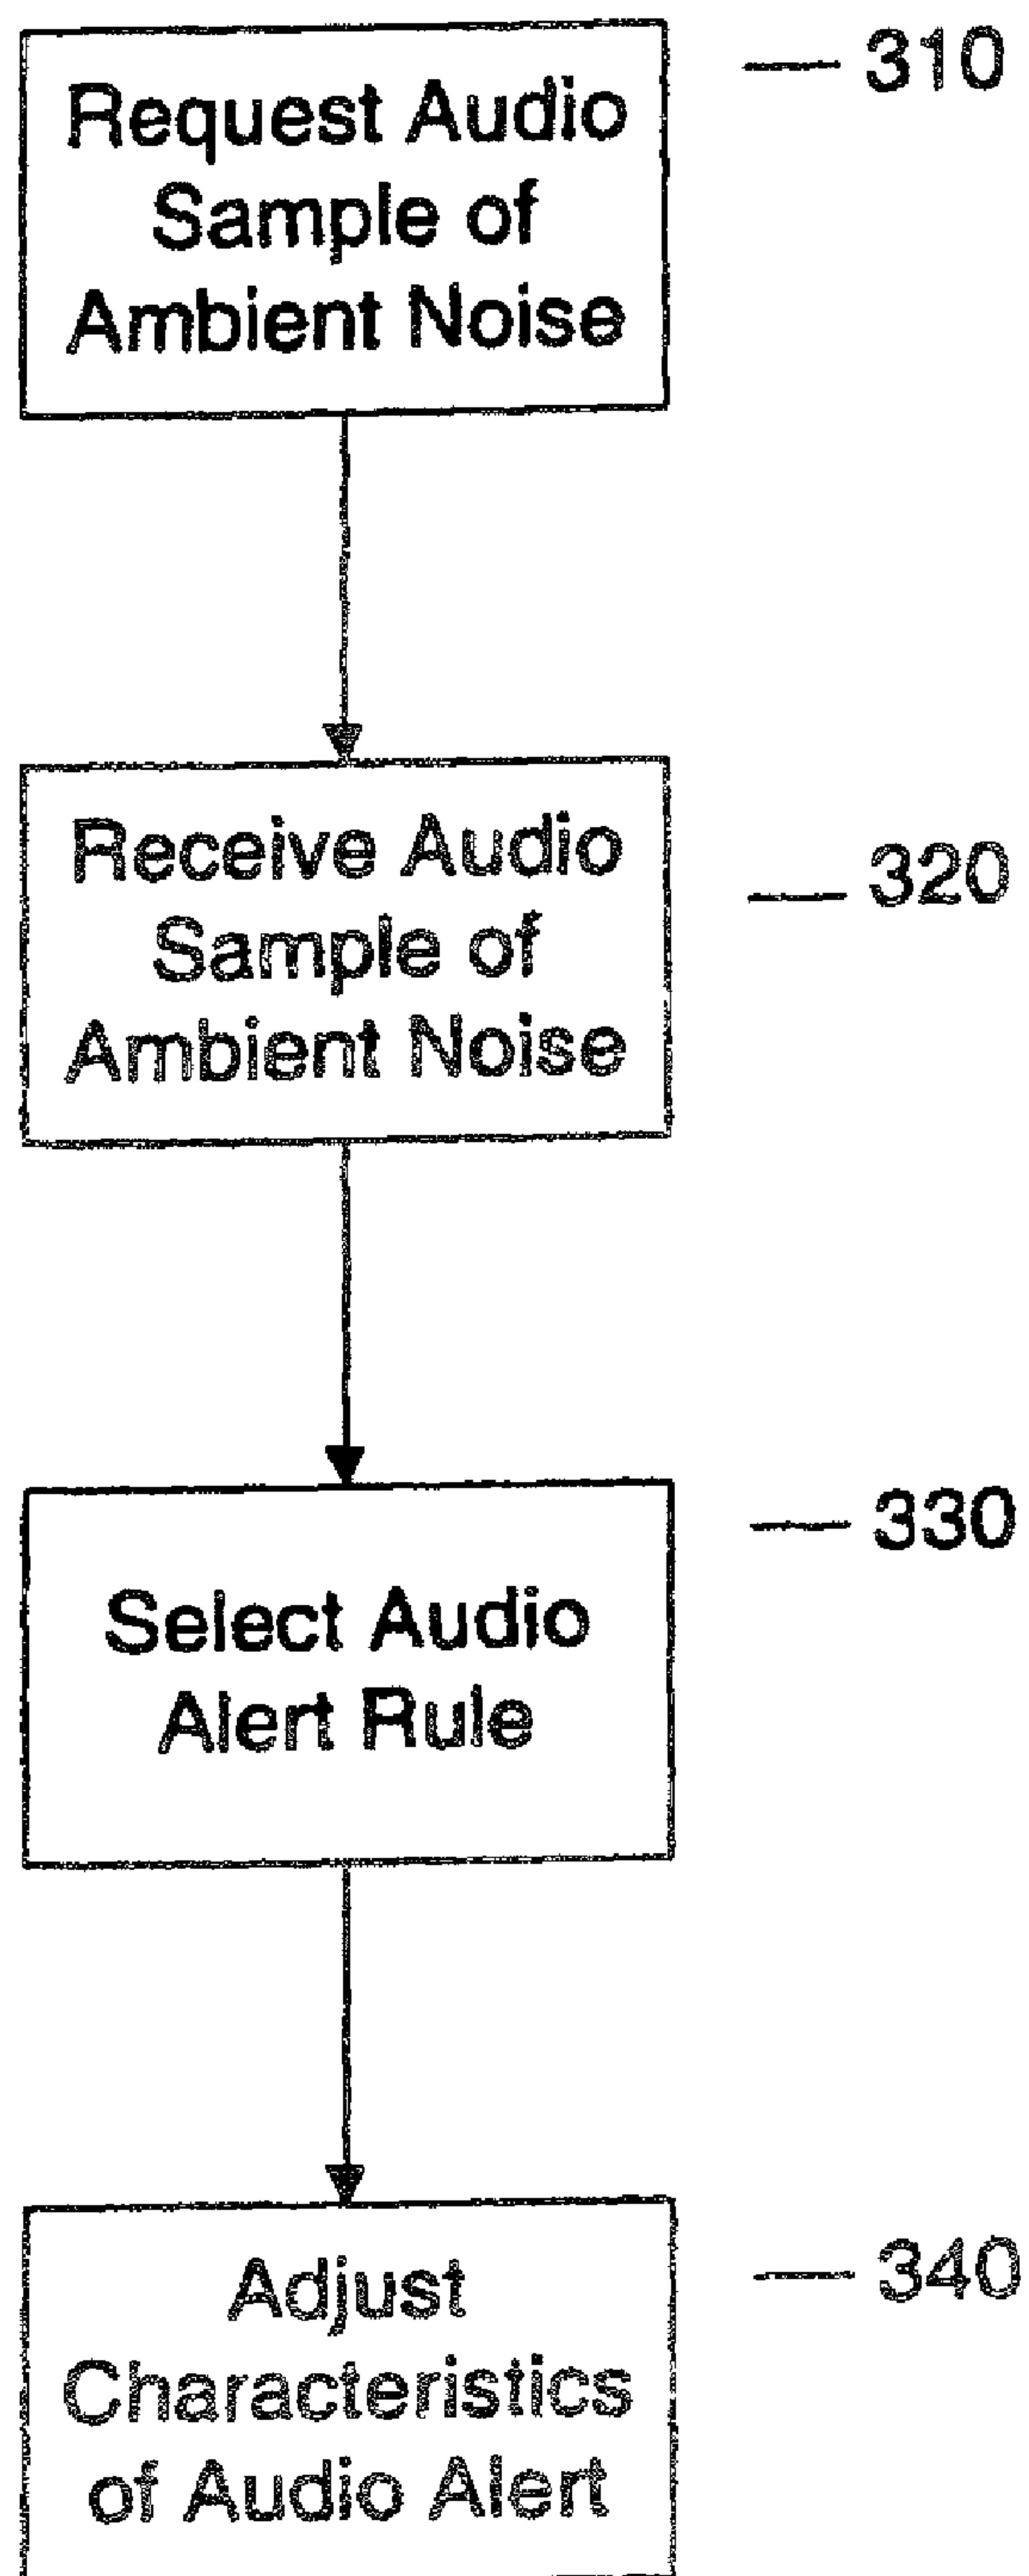 Request Audio
Sample of
Ambient Noise
310
Receive Audio
Sample of
Ambient Noise
320
Select Audio
Alert Rule
330
Adjust
Characteristics
of Audio Alert
340